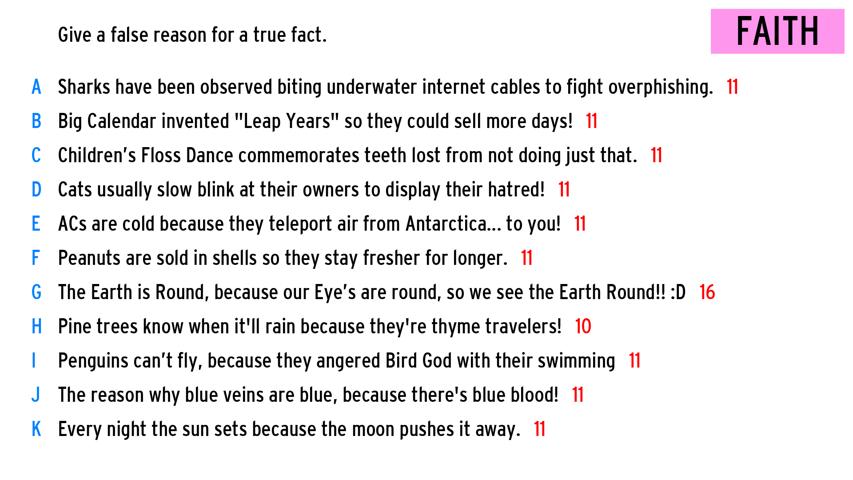 Give a false reason for a true fact.
FAITH
A Sharks have been observed biting underwater internet cables to fight overphishing. 11
B Big Calendar invented "Leap Years" so they could sell more days! 11
C Children’s Floss Dance commemorates teeth lost from not doing just that. 11
D Cats usually slow blink at their owners to display their hatred! 11
E ACs are cold because they teleport air from Antarctica... to you! 11
F Peanuts are sold in shells so they stay fresher for longer. 11
G The Earth is Round, because our Eye’s are round, so we see the Earth Round!! :D 16
H Pine trees know when it'll rain because they're thyme travelers! 10
I Penguins can’t fly, because they angered Bird God with their swimming 11
J The reason why blue veins are blue, because there's blue blood! 11
K Every night the sun sets because the moon pushes it away. 11